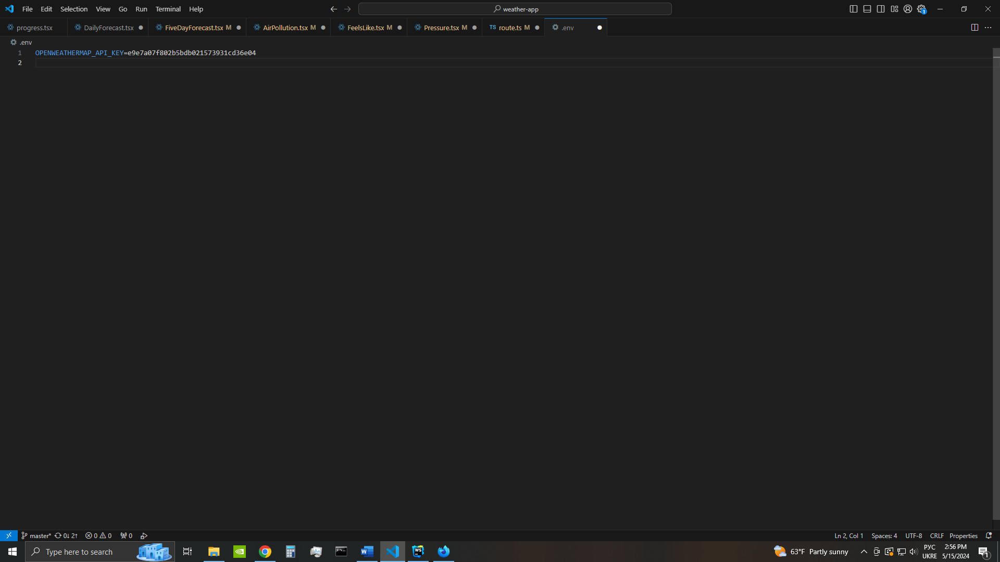 File Edit Selection View Go Run Terminal Help weather-app 1
progress.tsx DailyForecast.tsx FiveDayForecast.tsx M AirPollution.tsx M FeelsLike.tsx M Pressure.tsx M TS route.ts M .env
.env
1 OPENWEATHERMAP_API_KEY=e9e7a07f802b5bdb021573931cd36e04
2
master* 0↓ 2↑ 0 0 0 Ln 2, Col 1 Spaces: 4 UTF-8 CRLF Properties
Type here to search W WS 63°F Partly sunny РУС 2:56 PM
UKRE 5/15/2024 1